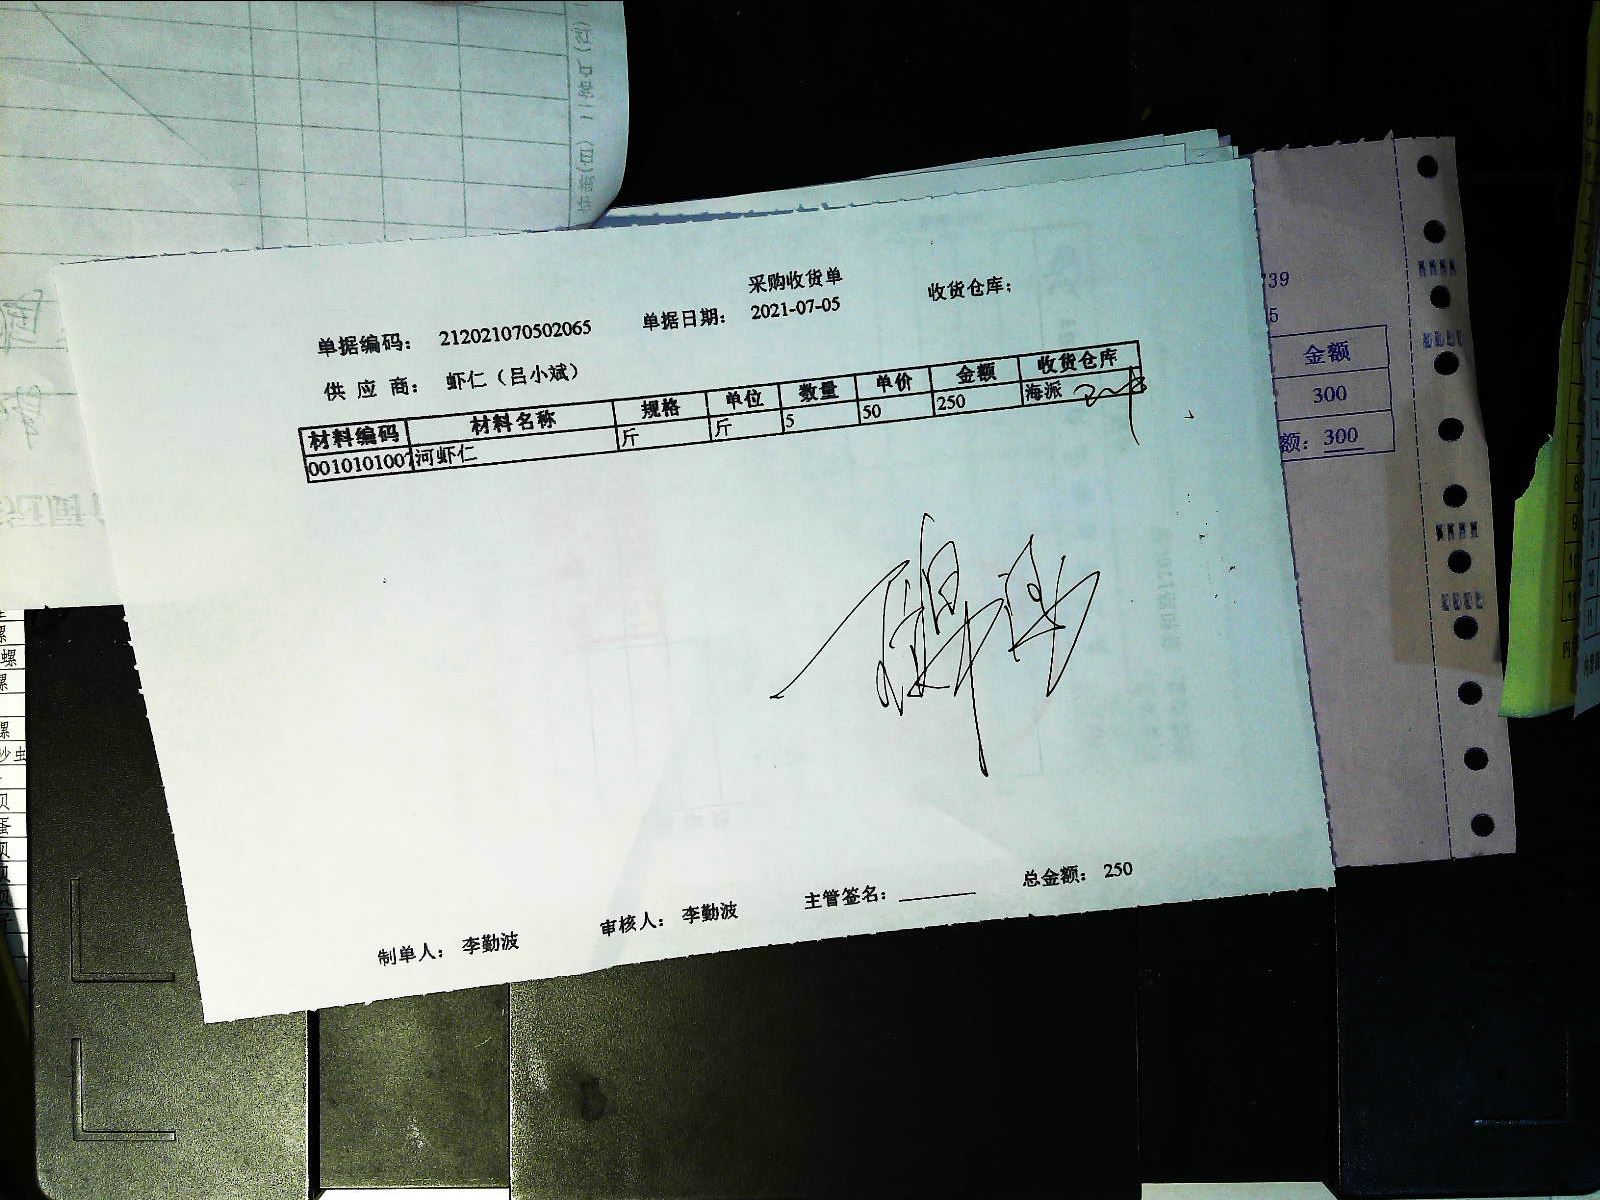 采购收货单
单据编码： 212021070502065 单据日期： 2021-07-05 收货仓库：
供 应 商： 虾仁（吕小斌）
材料编码 材料名称 规格 单位 数量 单价 金额 收货仓库
0010101007 河虾仁 斤 斤 5 50 250 海派
制单人： 李勤波 审核人： 李勤波 主管签名： 总金额： 250
39
5
金额
300
额：300